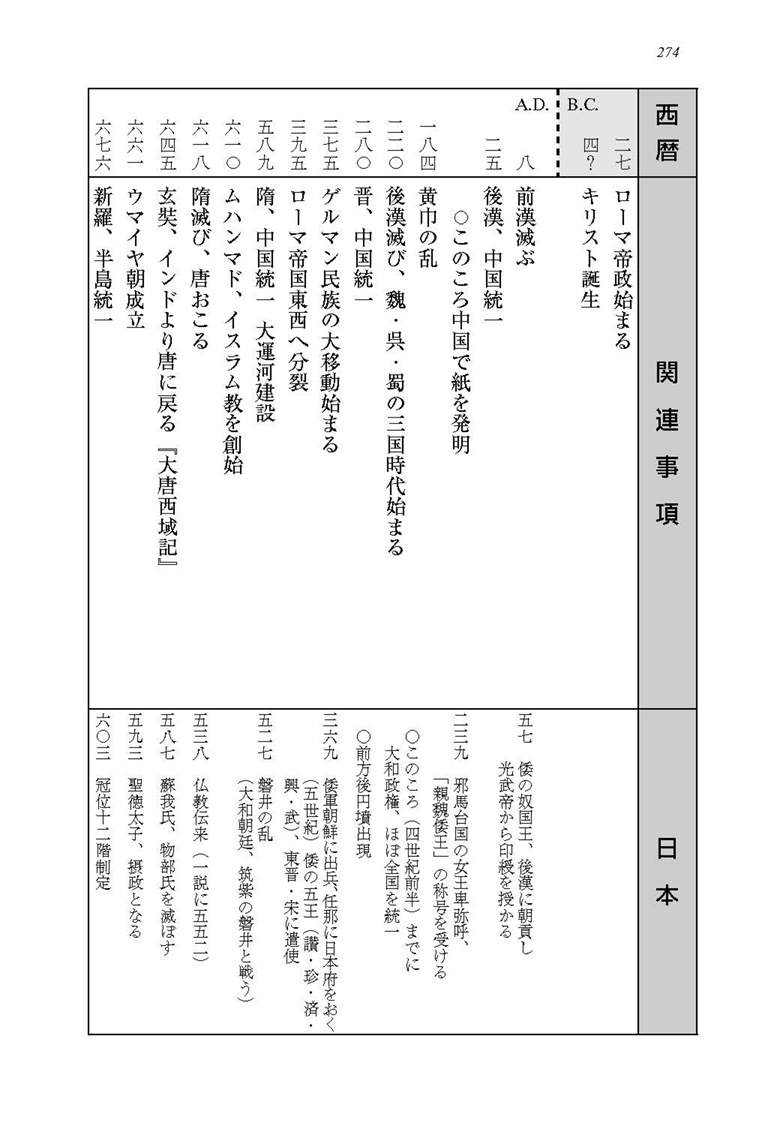 274
西暦
関連事項
日本
B.C.
二七
ローマ帝政始まる
四？
キリスト誕生
A.D.
八
前漢滅ぶ
二五
後漢、中国統一
○このころ中国で紙を発明
一八四
黄巾の乱
二二〇
後漢滅び、魏・呉・蜀の三国時代始まる
二八〇
晋、中国統一
三七五
ゲルマン民族の大移動始まる
三九五
ローマ帝国東西へ分裂
五八九
隋、中国統一 大運河建設
六一〇
ムハンマド、イスラム教を創始
六一八
隋滅び、唐おこる
六四五
玄奘、インドより唐に戻る『大唐西域記』
六六一
ウマイヤ朝成立
六七六
新羅、半島統一
五七 倭の奴国王、後漢に朝貢し
光武帝から印綬を授かる
二三九 邪馬台国の女王卑弥呼、
「親魏倭王」の称号を受ける
○このころ（四世紀前半）までに
大和政権、ほぼ全国を統一
○前方後円墳出現
三六九 倭軍朝鮮に出兵、任那に日本府をおく
（五世紀）倭の五王（讃・珍・済・
興・武）、東晋・宋に遣使
五二七 磐井の乱
（大和朝廷、筑紫の磐井と戦う）
五三八 仏教伝来（一説に五五二）
五八七 蘇我氏、物部氏を滅ぼす
五九三 聖徳太子、摂政となる
六〇三 冠位十二階制定